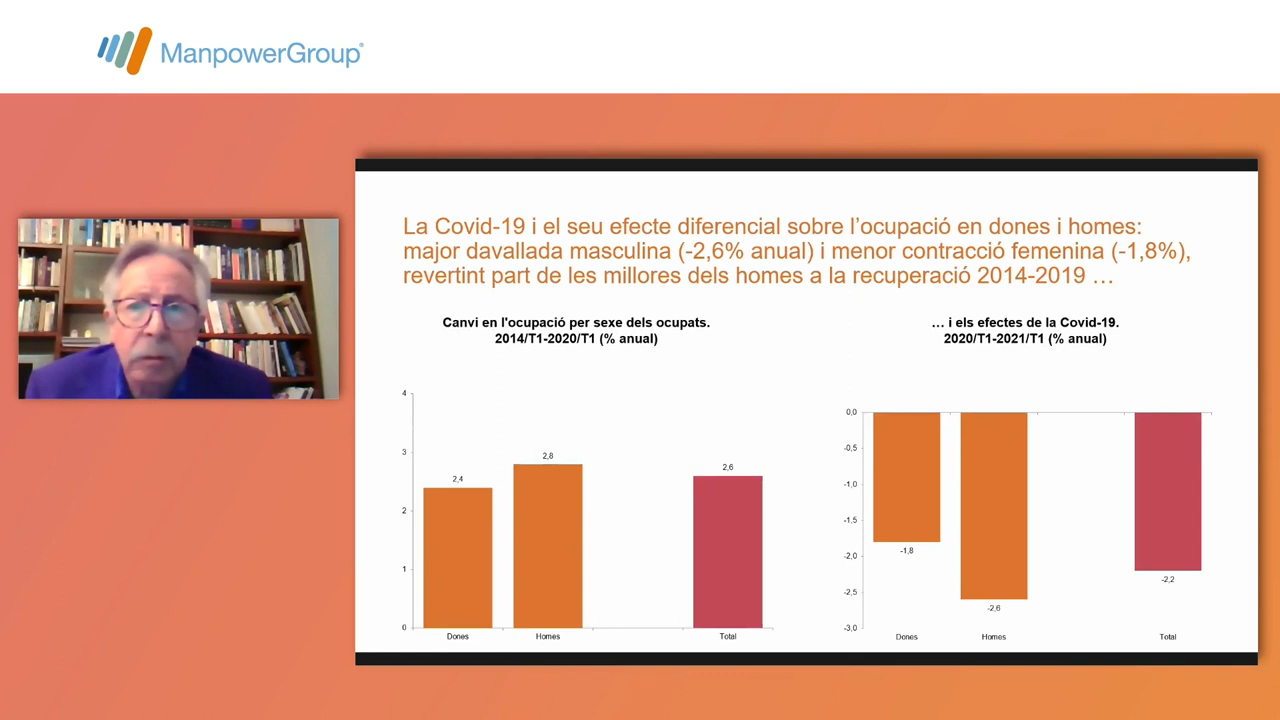 ManpowerGroup®
La Covid-19 i el seu efecte diferencial sobre l’ocupació en dones i homes:
major davallada masculina (-2,6% anual) i menor contracció femenina (-1,8%),
revertint part de les millores dels homes a la recuperació 2014-2019 …
Canvi en l'ocupació per sexe dels ocupats.
2014/T1-2020/T1 (% anual)
4
3
2
1
0
2,4
2,8
2,6
Dones
Homes
Total
… i els efectes de la Covid-19.
2020/T1-2021/T1 (% anual)
0,0
-0,5
-1,0
-1,5
-2,0
-2,5
-3,0
-1,8
-2,6
-2,2
Dones
Homes
Total